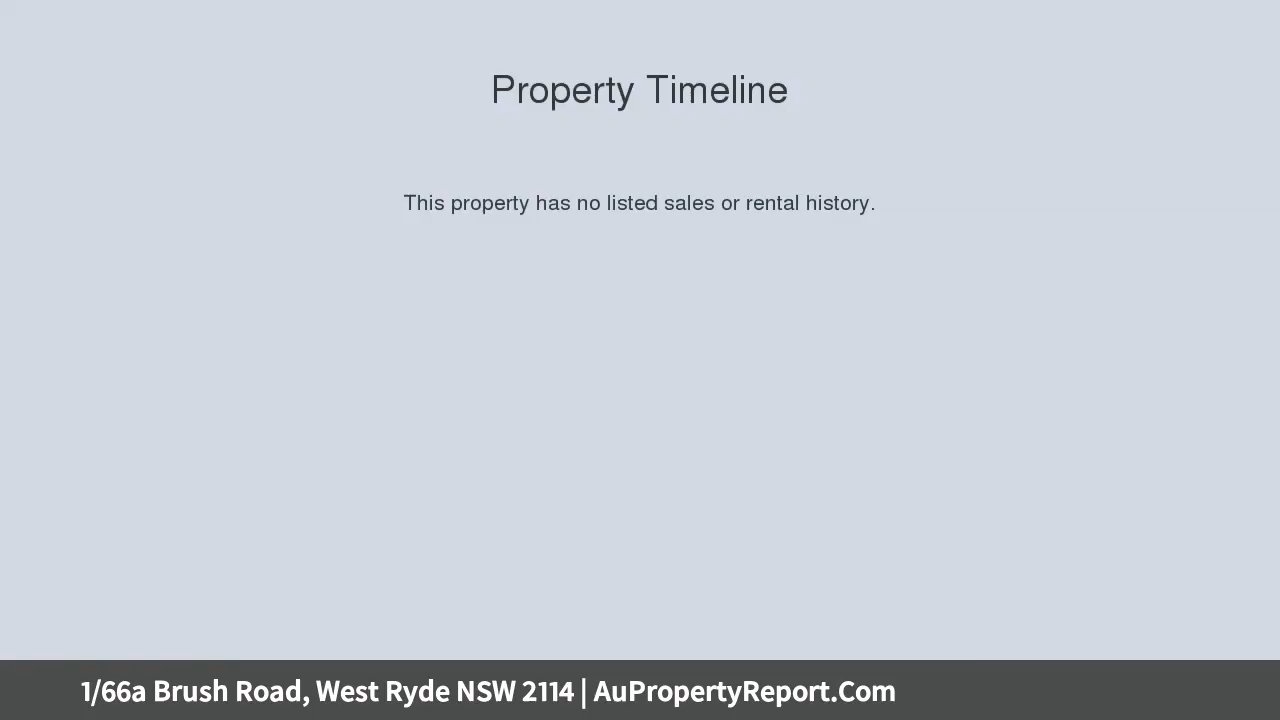 Property Timeline
This property has no listed sales or rental history.
1/66a Brush Road, West Ryde NSW 2114 | AuPropertyReport.Com